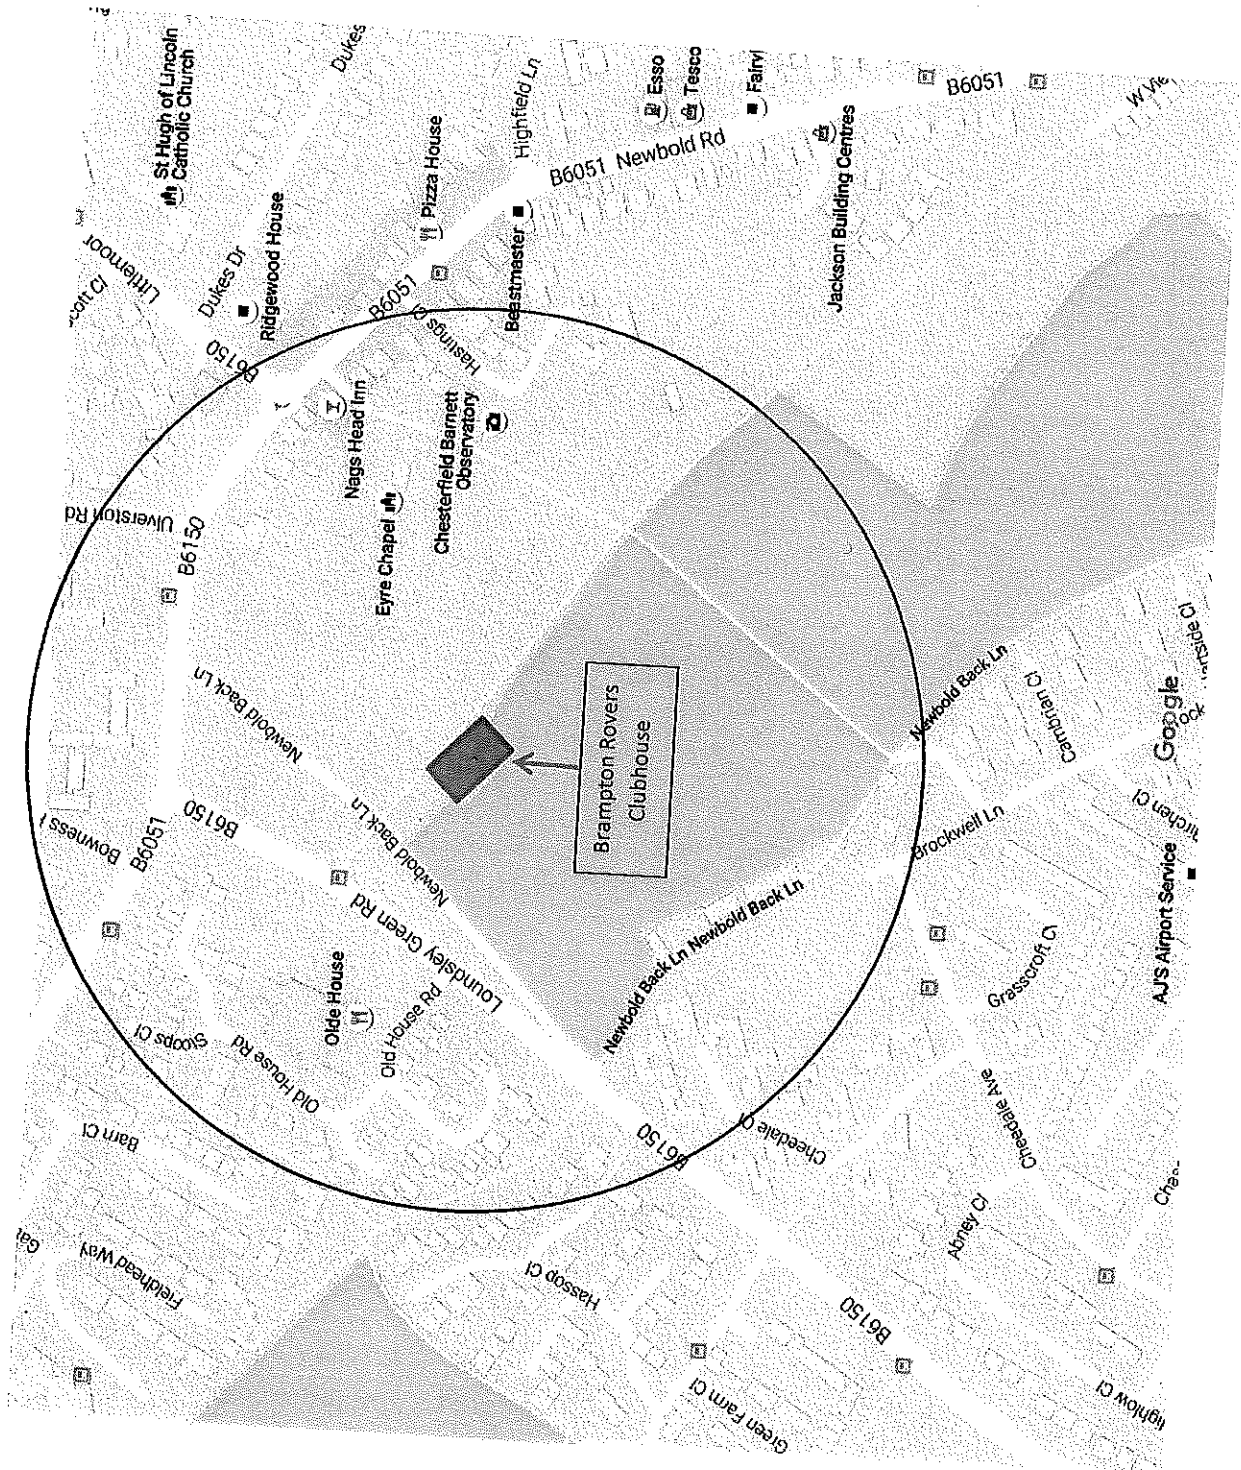 St Hugh of Lincoln
Catholic Church
Dukes
Highfield Ln
Esso
Tesco
B6051
Pizza House
B6051 Newbold Rd
Jackson Building Centres
Littlemoor
Dukes Dr
Ridgewood House
B6051
Beastmaster
B6150
Hastings Cl
Nags Head Inn
Chesterfield Barnett
Observatory
Ulverston Rd
B6150
Eyre Chapel
Newbold Back Ln
Newbold Back Ln
Brampton Rovers
Clubhouse
Newbold Back Ln
Cambrian Cl
Google
Bowness
B6051
B6150
Newbold Back Ln
Brockwell Ln
Loundsley Green Rd
Newbold Back Ln Newbold Back Ln
AJ'S Airport Service
Olde House
Old House Rd
Grasscroft Cl
Stoops Cl
Old House Rd
Barn Cl
B6150
Cheedale Cl
Cheedale Ave
Abney Cl
Fieldhead Way
Hassop Cl
B6150
Green Farm Cl